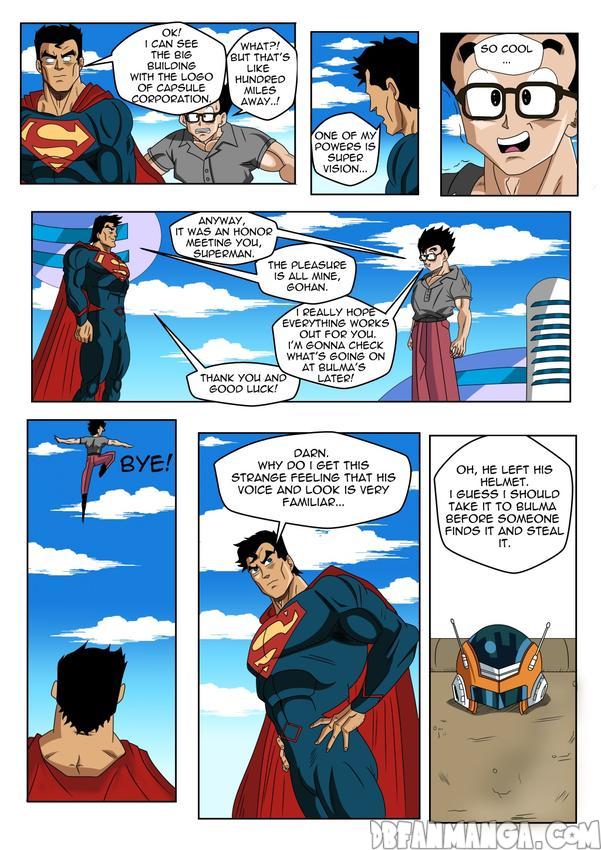 OK!
I CAN SEE
THE BIG
BUILDING
WITH THE LOGO
OF CAPSULE
CORPORATION.
WHAT?!
BUT THAT'S
LIKE
HUNDRED
MILES
AWAY..!
ONE OF MY
POWERS IS
SUPER
VISION...
SO COOL
...
ANYWAY,
IT WAS AN HONOR
MEETING YOU,
SUPERMAN.
THE PLEASURE
IS ALL MINE,
GOHAN.
I REALLY HOPE
EVERYTHING WORKS
OUT FOR YOU.
I'M GONNA CHECK
WHAT'S GOING ON
AT BULMA'S
LATER!
THANK YOU AND
GOOD LUCK!
BYE!
DARN.
WHY DO I GET THIS
STRANGE FEELING THAT HIS
VOICE AND LOOK IS VERY
FAMILIAR...
OH, HE LEFT HIS
HELMET.
I GUESS I SHOULD
TAKE IT TO BULMA
BEFORE SOMEONE
FINDS IT AND STEAL
IT.
DBFANMANGA.COM